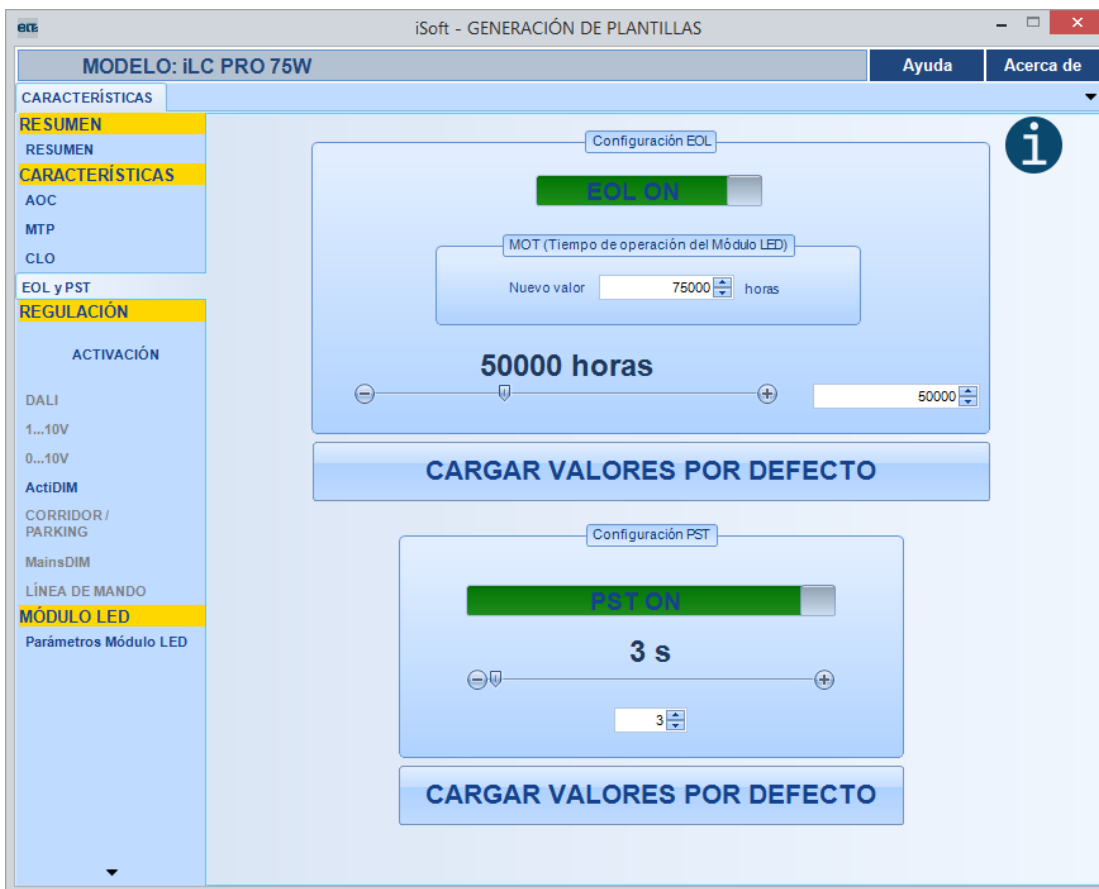 ELT
iSoft - GENERACIÓN DE PLANTILLAS
MODELO: iLC PRO 75W
Ayuda
Acerca de
CARACTERÍSTICAS
RESUMEN
RESUMEN
CARACTERÍSTICAS
AOC
MTP
CLO
EOL y PST
REGULACIÓN
ACTIVACIÓN
DALI
1...10V
0...10V
ActiDIM
CORRIDOR /
PARKING
MainsDIM
LÍNEA DE MANDO
MÓDULO LED
Parámetros Módulo LED
Configuración EOL
EOL ON
MOT (Tiempo de operación del Módulo LED)
Nuevo valor 75000 horas
50000 horas
50000
CARGAR VALORES POR DEFECTO
Configuración PST
PST ON
3 s
3
CARGAR VALORES POR DEFECTO
i